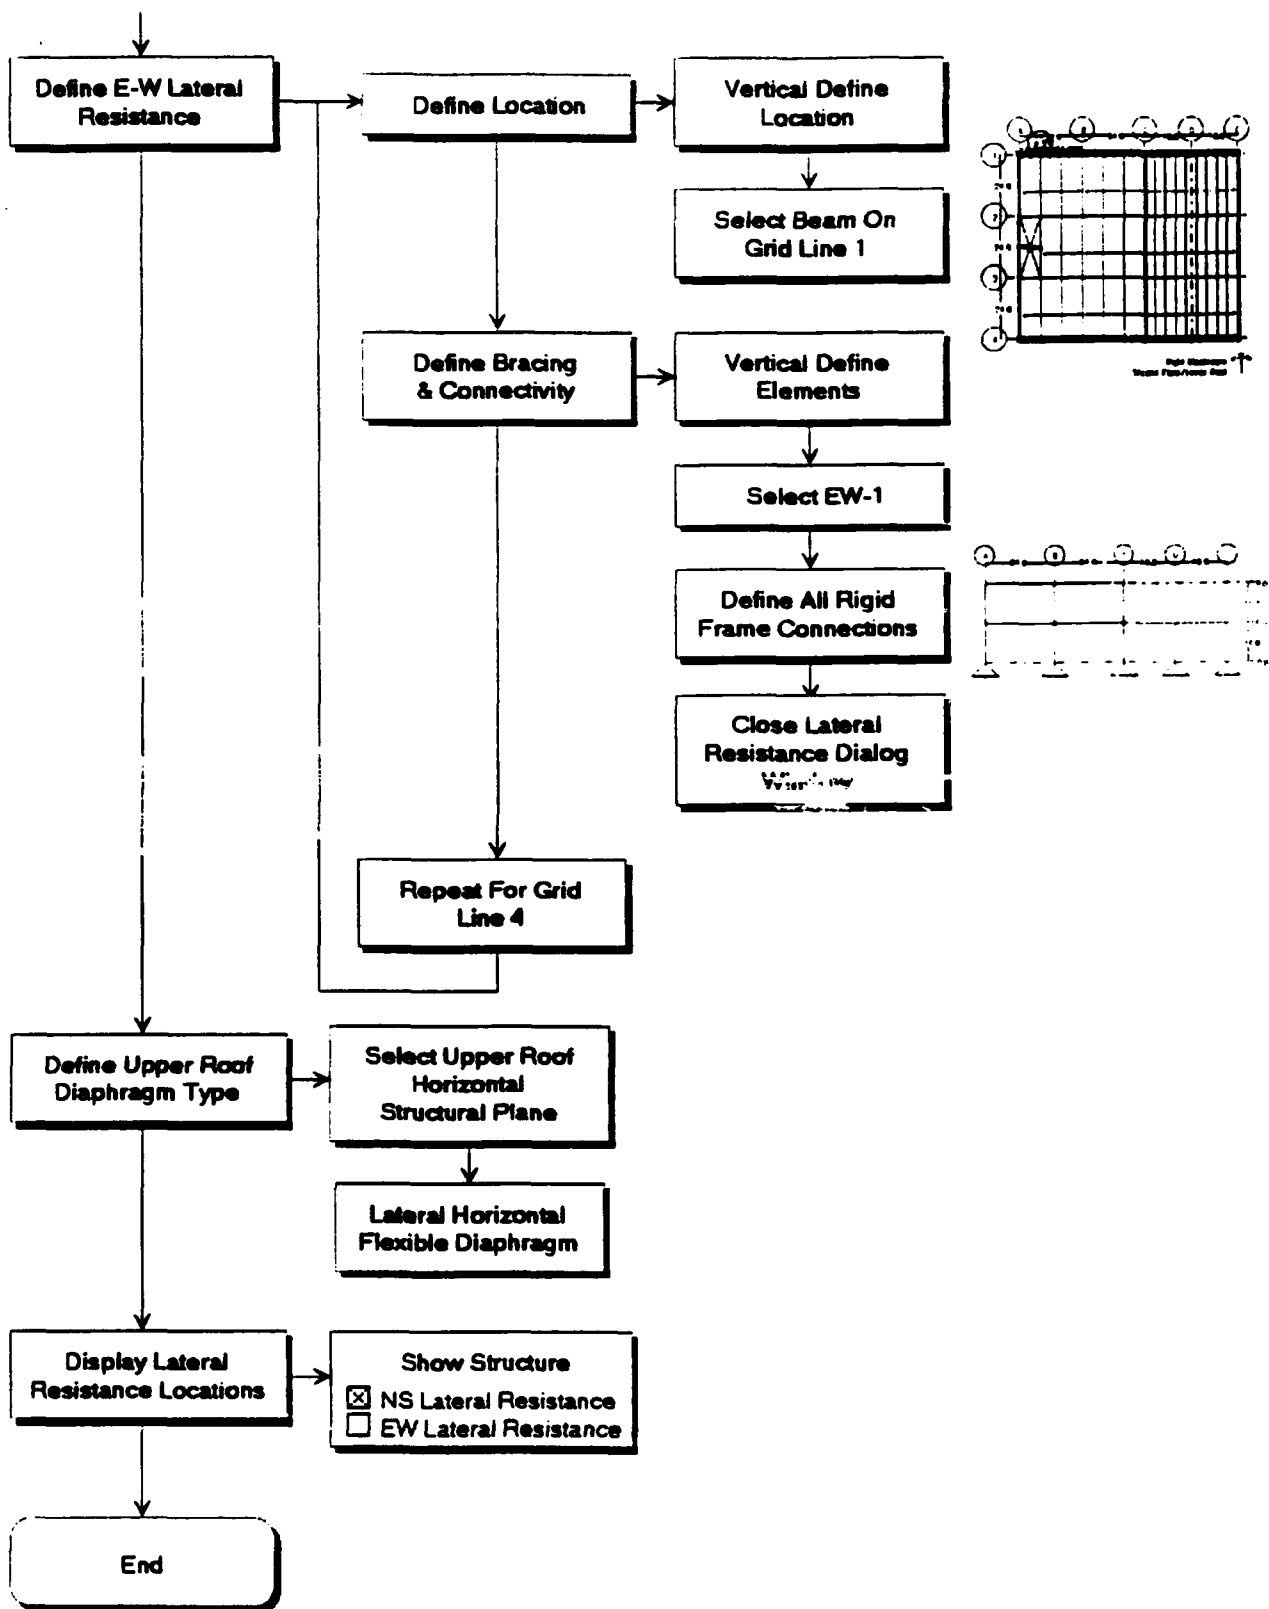 Define E-W Lateral
Resistance
Define Location
Vertical Define
Location
Select Beam On
Grid Line 1
Define Bracing
& Connectivity
Vertical Define
Elements
Select EW-1
Define All Rigid
Frame Connections
Close Lateral
Resistance Dialog
Window
Repeat For Grid
Line 4
Define Upper Roof
Diaphragm Type
Select Upper Roof
Horizontal
Structural Plane
Lateral Horizontal
Flexible Diaphragm
Display Lateral
Resistance Locations
Show Structure
NS Lateral Resistance
EW Lateral Resistance
End